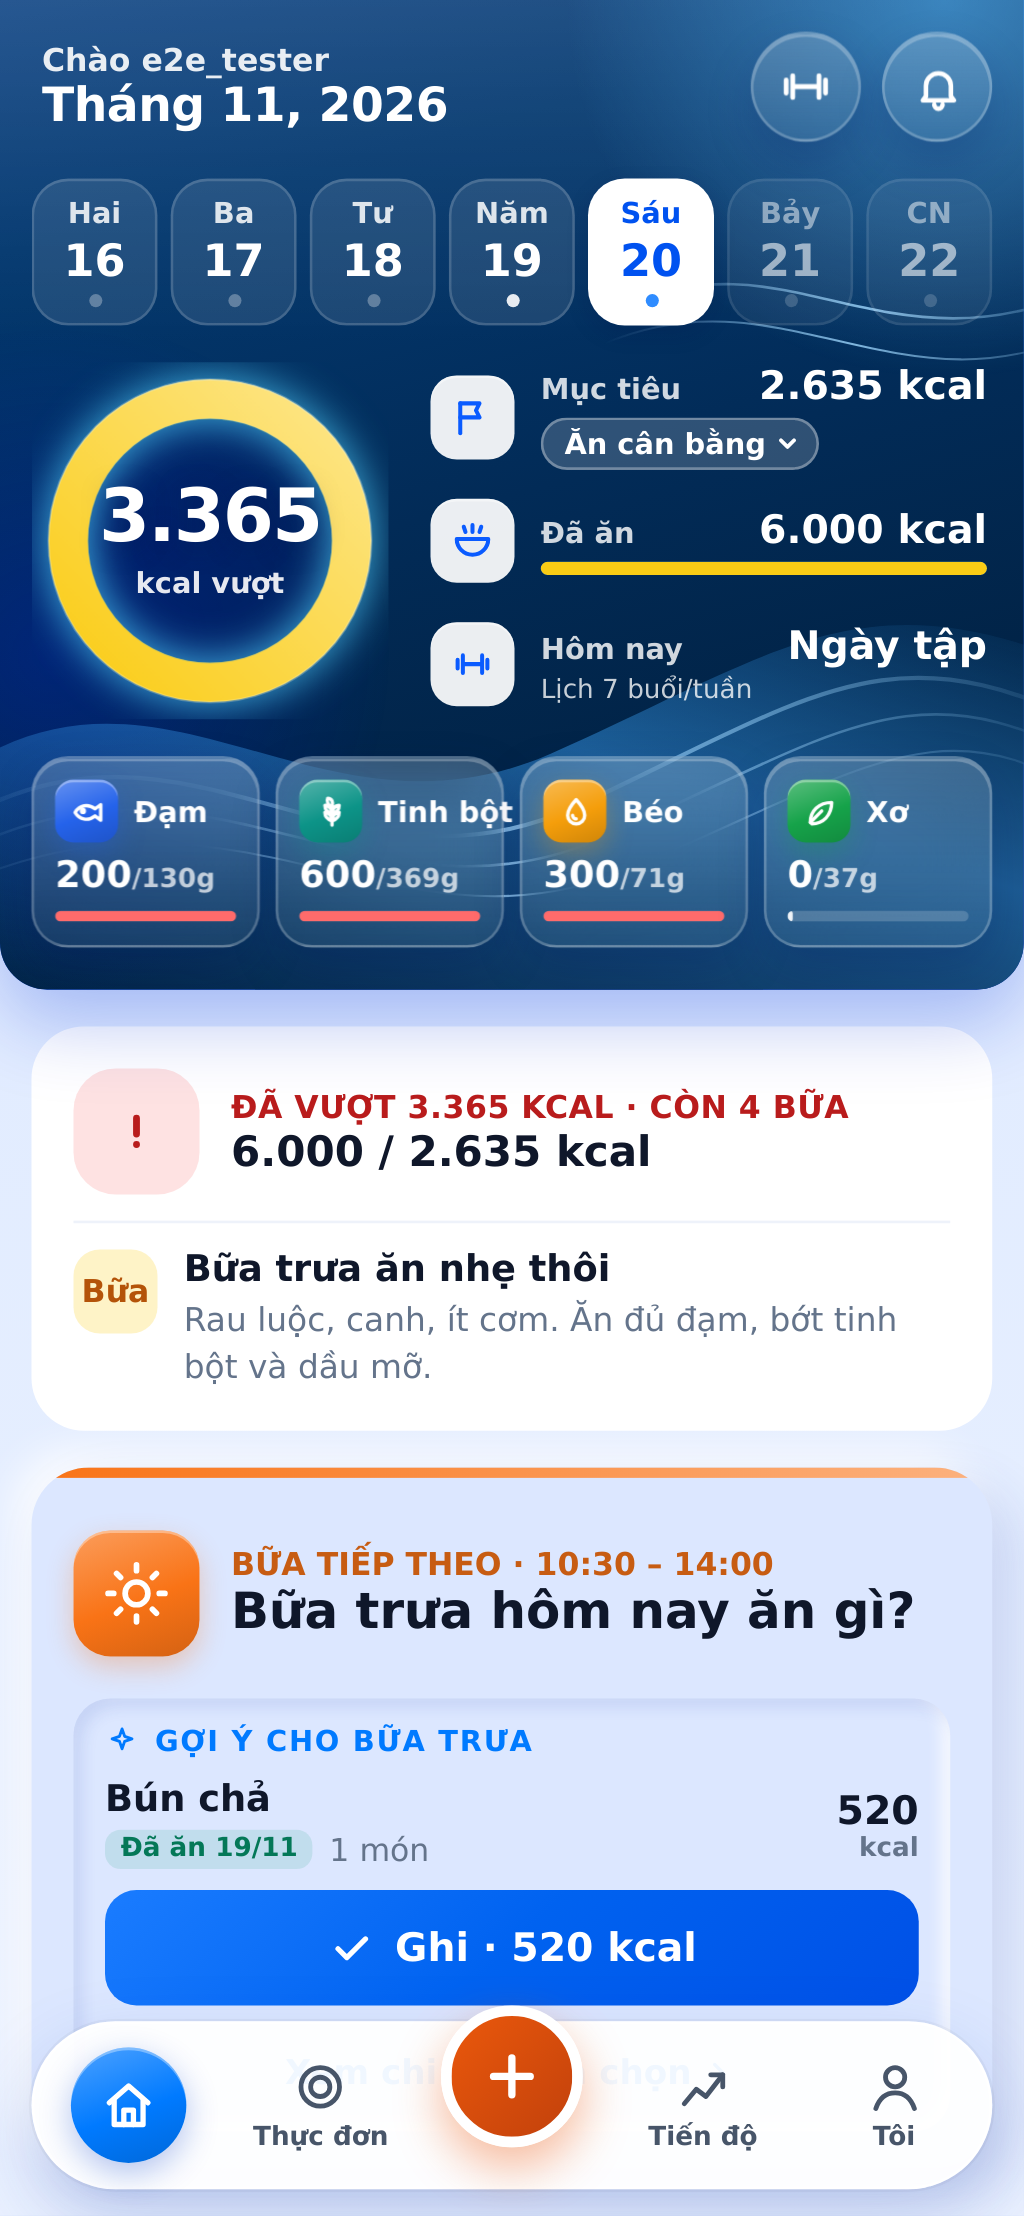 Chào e2e_tester
Tháng 11, 2026
Hai Ba Tư Năm Sáu Bảy CN
16 17 18 19 20 21 22
Mục tiêu 2.635 kcal
Ăn cân bằng
3.365
kcal vượt
Đã ăn 6.000 kcal
Hôm nay Ngày tập
Lịch 7 buổi/tuần
Đạm Tinh bột Béo Xơ
200/130g 600/369g 300/71g 0/37g
ĐÃ VƯỢT 3.365 KCAL · CÒN 4 BỮA
6.000 / 2.635 kcal
Bữa
Bữa trưa ăn nhẹ thôi
Rau luộc, canh, ít cơm. Ăn đủ đạm, bớt tinh
bột và dầu mỡ.
BỮA TIẾP THEO · 10:30 – 14:00
Bữa trưa hôm nay ăn gì?
GỢI Ý CHO BỮA TRƯA
Bún chả
520
kcal
Đã ăn 19/11 1 món
Ghi · 520 kcal
chọn
Thực đơn Tiến độ Tôi